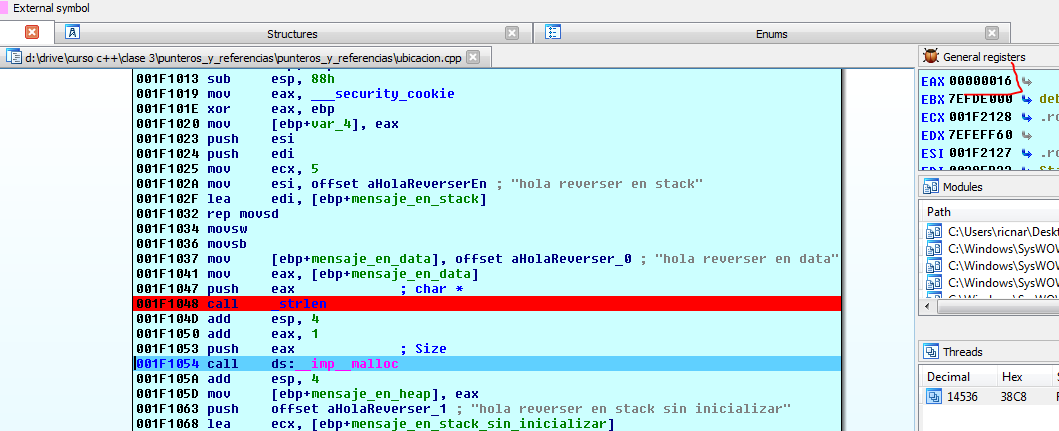 External symbol
Structures
Enums
d:\drive\curso c++\clase 3\punteros_y_referencias\punteros_y_referencias\ubicacion.cpp
General registers
001F1013 sub esp, 88h
001F1019 mov eax, ___security_cookie
001F101E xor eax, ebp
001F1020 mov [ebp+var_4], eax
001F1023 push esi
001F1024 push edi
001F1025 mov ecx, 5
001F102A mov esi, offset aHolaReverserEn ; "hola reverser en stack"
001F102F lea edi, [ebp+mensaje_en_stack]
001F1032 rep movsd
001F1034 movsw
001F1036 movsb
001F1037 mov [ebp+mensaje_en_data], offset aHolaReverser_0 ; "hola reverser en data"
001F1041 mov eax, [ebp+mensaje_en_data]
001F1047 push eax ; char *
001F1048 call _strlen
001F104D add esp, 4
001F1050 add eax, 1
001F1053 push eax ; Size
001F1054 call ds:__imp__malloc
001F105A add esp, 4
001F105D mov [ebp+mensaje_en_heap], eax
001F1063 push offset aHolaReverser_1 ; "hola reverser en stack sin inicializar"
001F1068 lea ecx, [ebp+mensaje_en_stack_sin_inicializar]
EAX 00000016
EBX 7EFDE000 deb
ECX 001F2128 .ro
EDX 7EFEFF60
ESI 001F2127 .ro
Modules
Path
C:\Users\ricnar\Deskt
C:\Windows\SysWOW
C:\Windows\SysWOW
C:\Windows\SysWOW
C:\Windows\SysWOW
Threads
Decimal Hex
14536 38C8